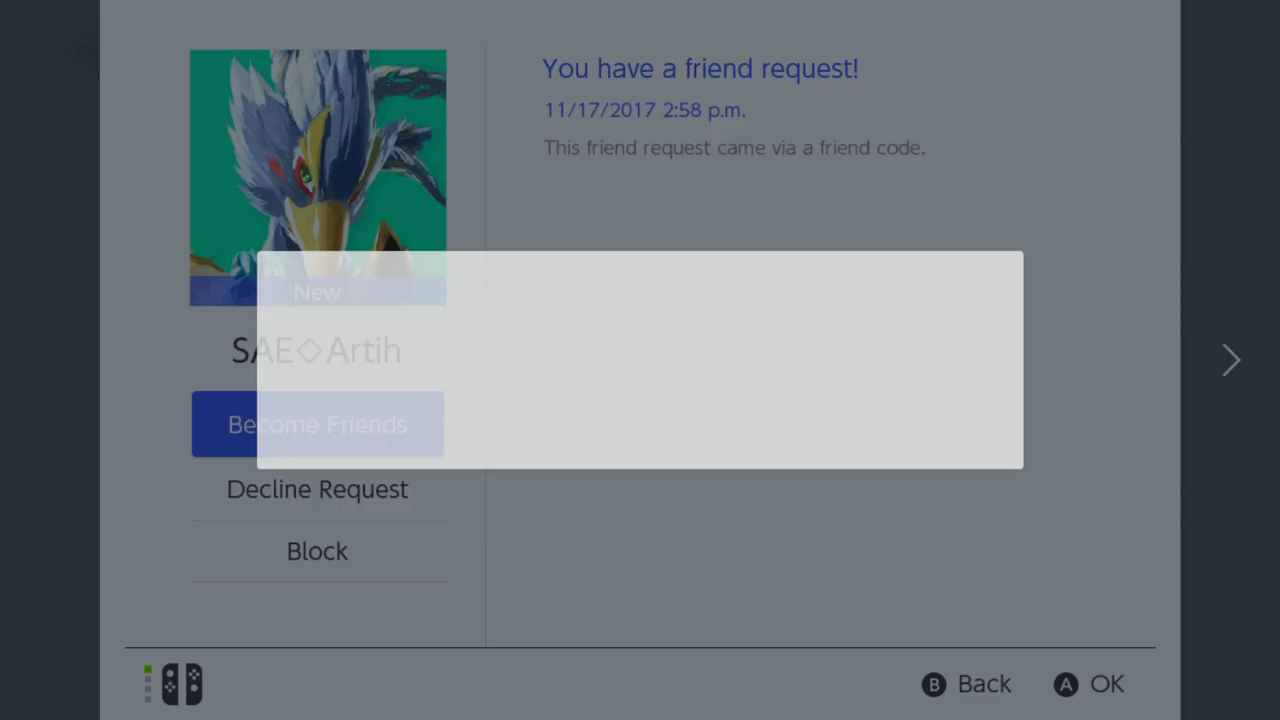 You have a friend request!
11/17/2017 2:58 p.m.
This friend request came via a friend code.
New
SAE◇Artih
Become Friends
Decline Request
Block
B Back
A OK